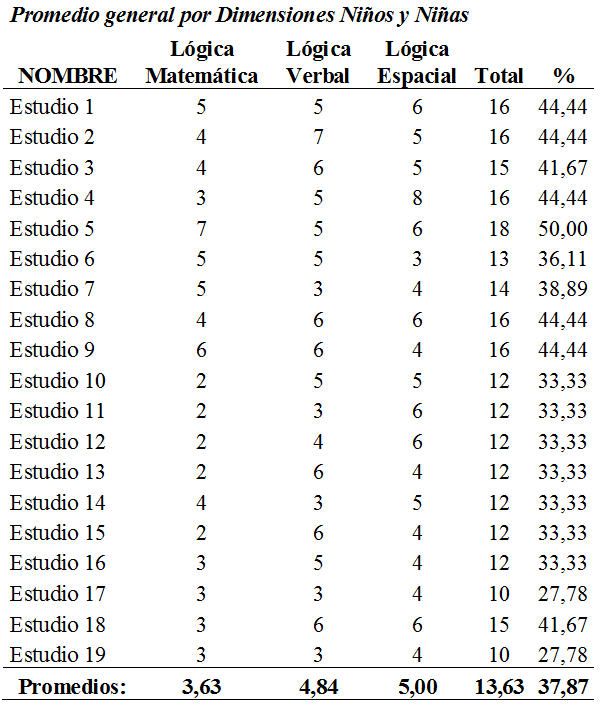 Promedio general por Dimensiones Niños y Niñas
NOMBRE Lógica Matemática Lógica Verbal Lógica Espacial Total %
Estudio 1 5 5 6 16 44,44
Estudio 2 4 7 5 16 44,44
Estudio 3 4 6 5 15 41,67
Estudio 4 3 5 8 16 44,44
Estudio 5 7 5 6 18 50,00
Estudio 6 5 5 3 13 36,11
Estudio 7 5 3 4 14 38,89
Estudio 8 4 6 6 16 44,44
Estudio 9 6 6 4 16 44,44
Estudio 10 2 5 5 12 33,33
Estudio 11 2 3 6 12 33,33
Estudio 12 2 4 6 12 33,33
Estudio 13 2 6 4 12 33,33
Estudio 14 4 3 5 12 33,33
Estudio 15 2 6 4 12 33,33
Estudio 16 3 5 4 12 33,33
Estudio 17 3 3 4 10 27,78
Estudio 18 3 6 6 15 41,67
Estudio 19 3 3 4 10 27,78
Promedios: 3,63 4,84 5,00 13,63 37,87